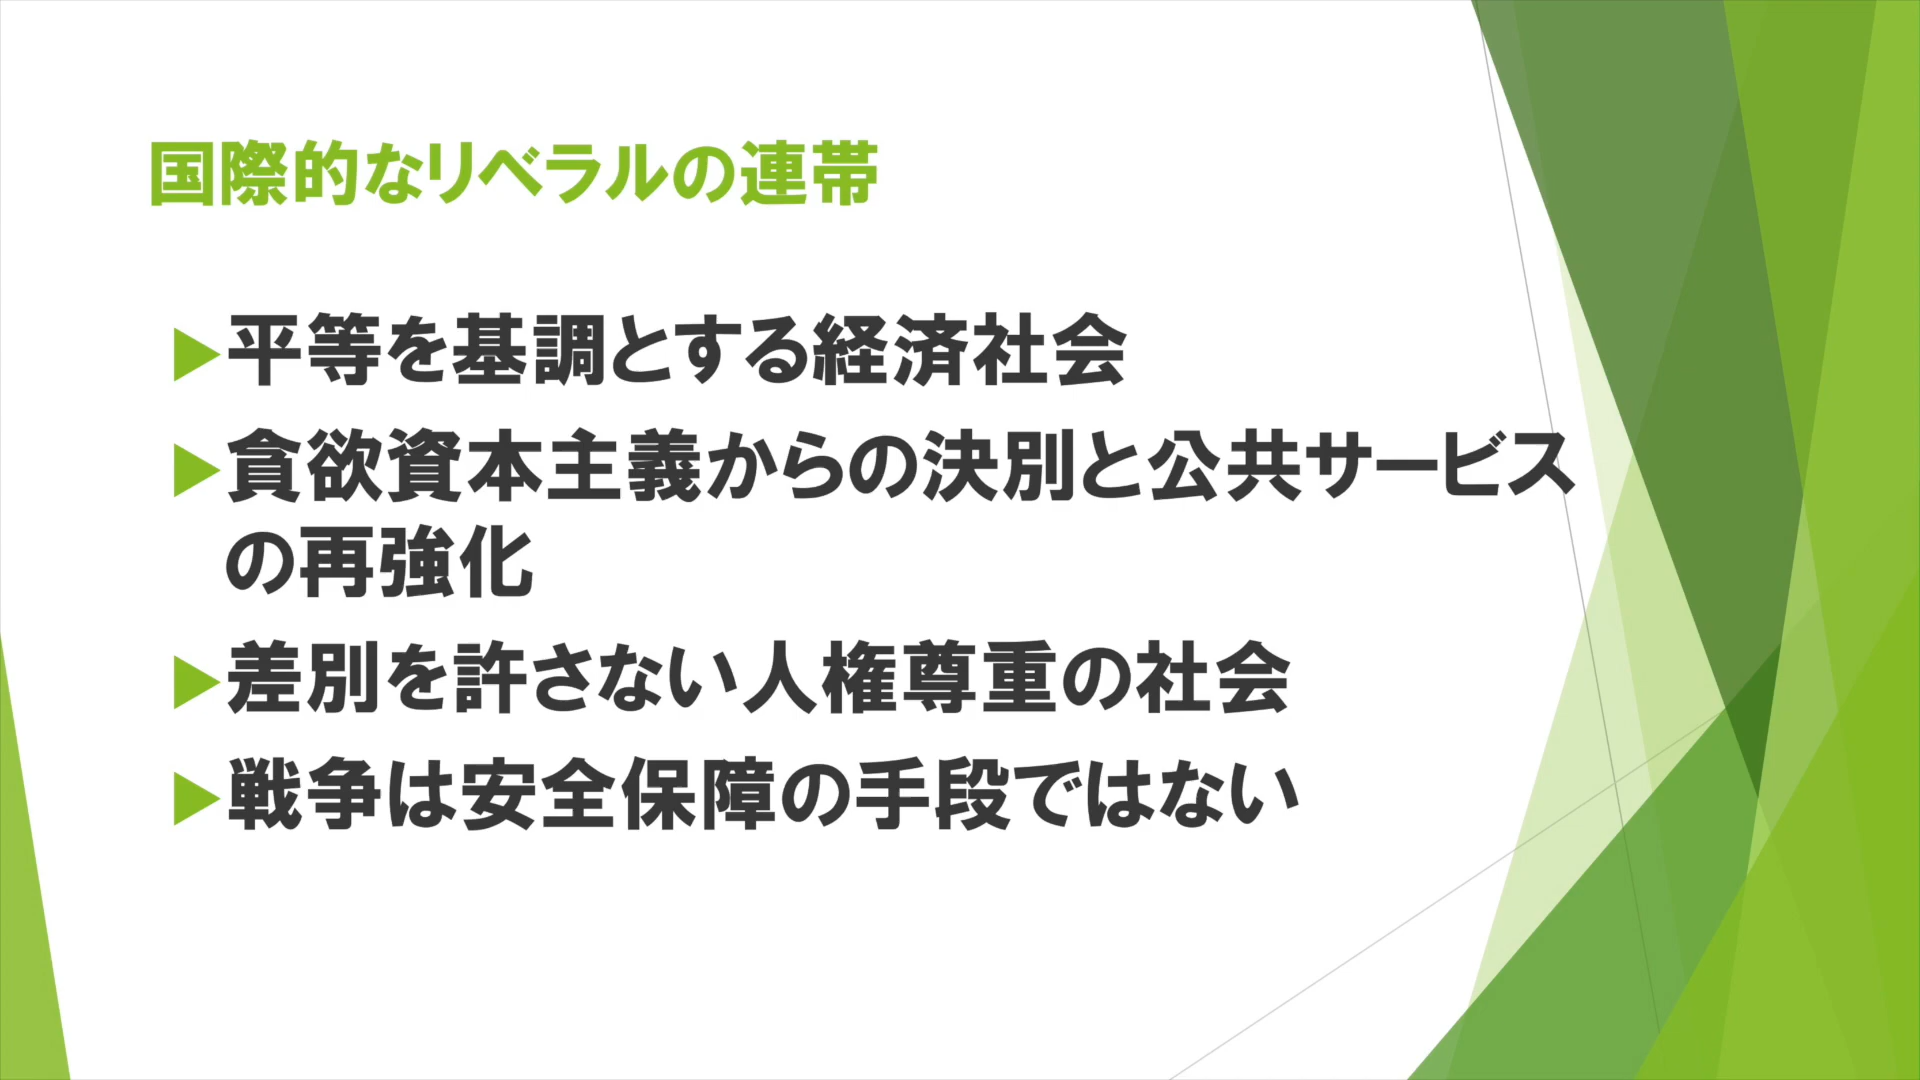 国際的なリベラルの連帯
平等を基調とする経済社会
貪欲資本主義からの決別と公共サービス
の再強化
差別を許さない人権尊重の社会
戦争は安全保障の手段ではない